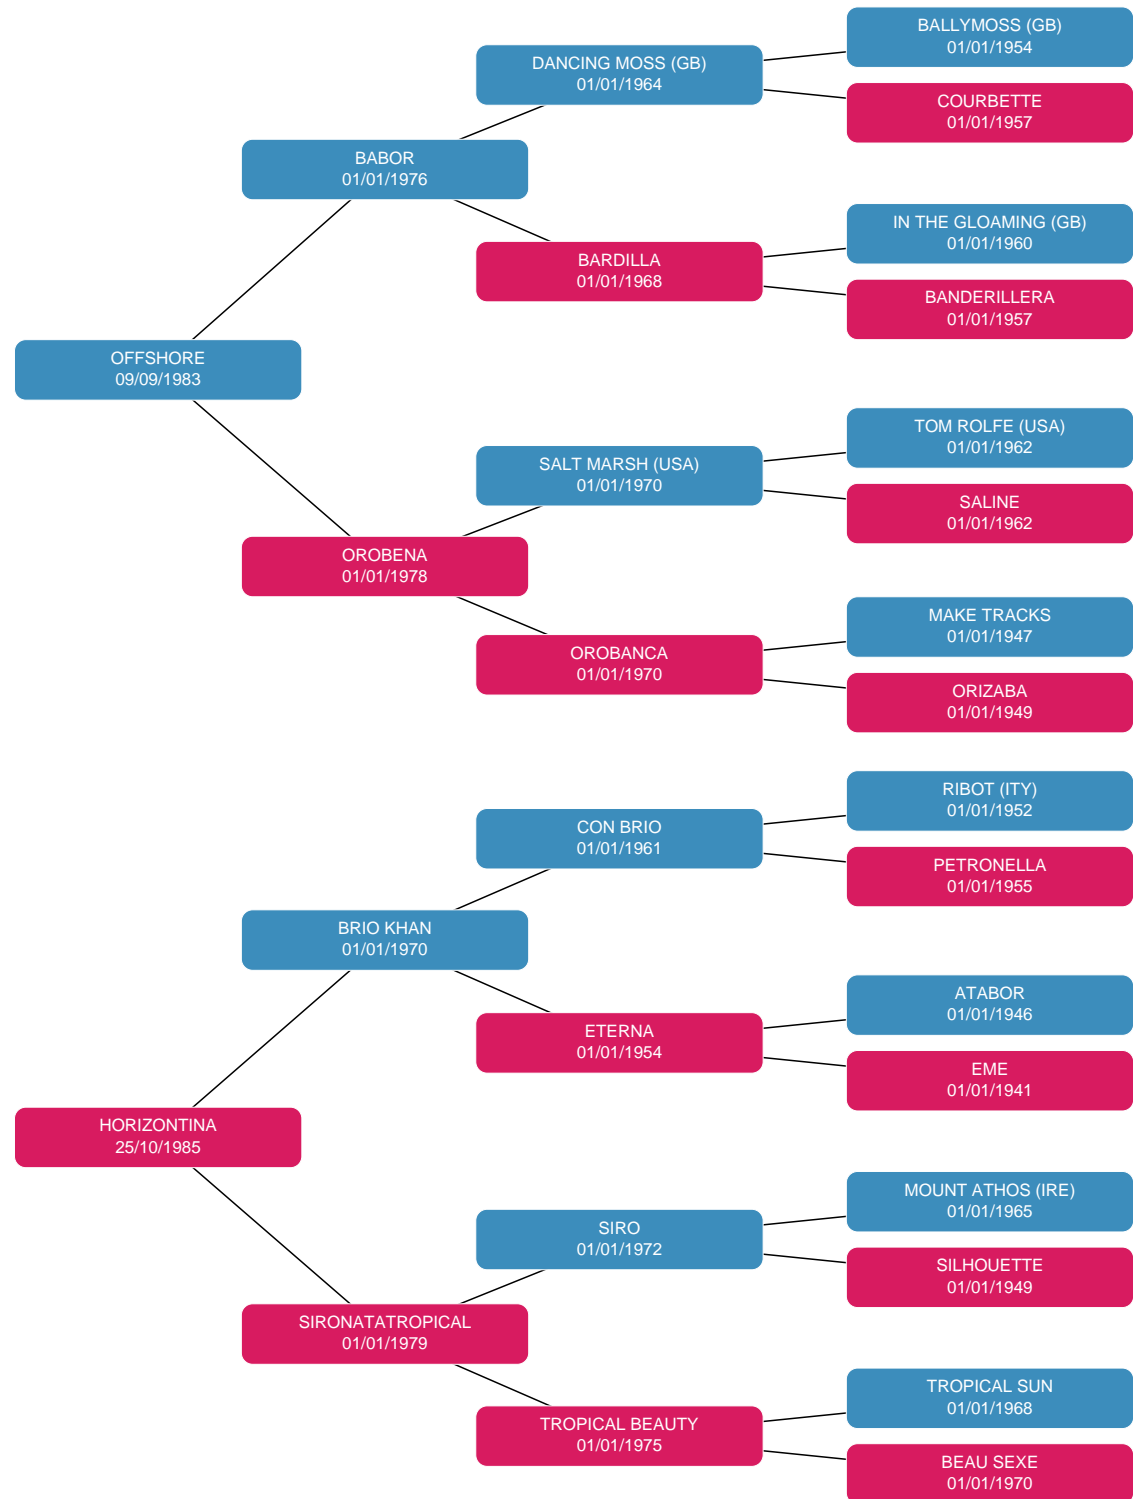 BALLYMOSS (GB)
01/01/1954
DANCING MOSS (GB)
01/01/1964
COURBETTE
01/01/1957
BABOR
01/01/1976
IN THE GLOAMING (GB)
01/01/1960
BARDILLA
01/01/1968
BANDERILLERA
01/01/1957
OFFSHORE
09/09/1983
TOM ROLFE (USA)
01/01/1962
SALT MARSH (USA)
01/01/1970
SALINE
01/01/1962
OROBENA
01/01/1978
MAKE TRACKS
01/01/1947
OROBANCA
01/01/1970
ORIZABA
01/01/1949
RIBOT (ITY)
01/01/1952
CON BRIO
01/01/1961
PETRONELLA
01/01/1955
BRIO KHAN
01/01/1970
ATABOR
01/01/1946
ETERNA
01/01/1954
EME
01/01/1941
HORIZONTINA
25/10/1985
MOUNT ATHOS (IRE)
01/01/1965
SIRO
01/01/1972
SILHOUETTE
01/01/1949
SIRONATATROPICAL
01/01/1979
TROPICAL SUN
01/01/1968
TROPICAL BEAUTY
01/01/1975
BEAU SEXE
01/01/1970